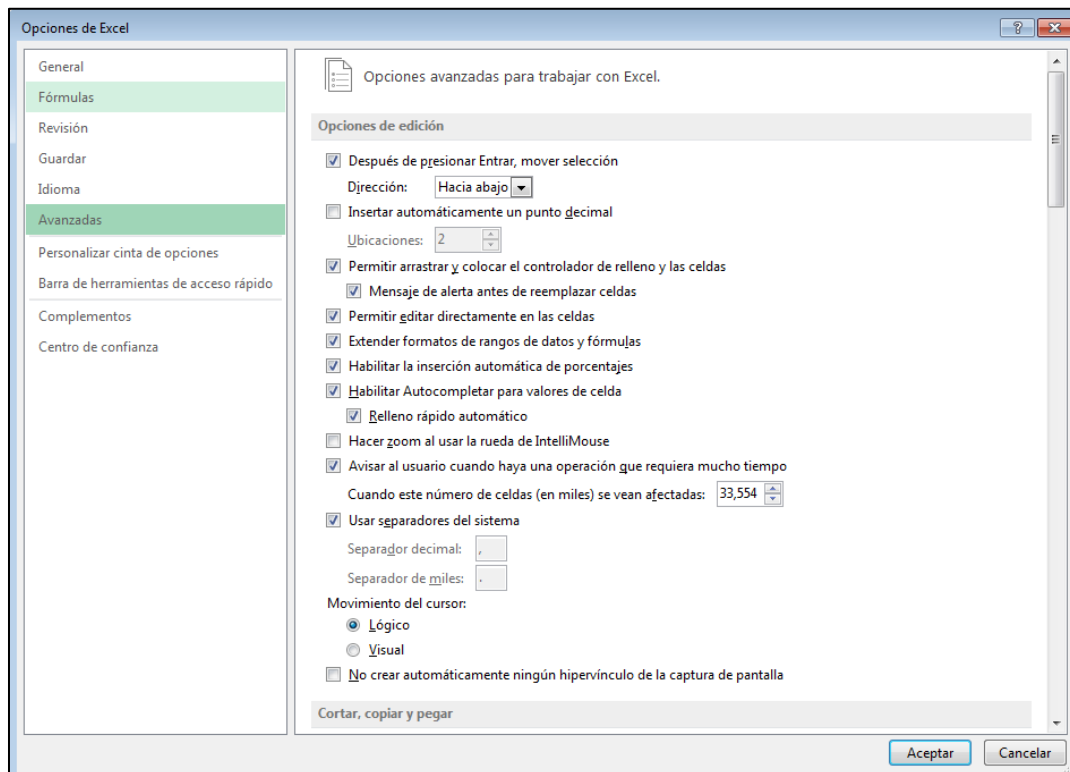 Opciones de Excel
General
Fórmulas
Revisión
Guardar
Idioma
Avanzadas
Personalizar cinta de opciones
Barra de herramientas de acceso rápido
Complementos
Centro de confianza
Opciones avanzadas para trabajar con Excel.
Opciones de edición
Después de presionar Entrar, mover selección
Dirección: Hacia abajo
Insertar automáticamente un punto decimal
Ubicaciones: 2
Permitir arrastrar y colocar el controlador de relleno y las celdas
Mensaje de alerta antes de reemplazar celdas
Permitir editar directamente en las celdas
Extender formatos de rangos de datos y fórmulas
Habilitar la inserción automática de porcentajes
Habilitar Autocompletar para valores de celda
Relleno rápido automático
Hacer zoom al usar la rueda de IntelliMouse
Avisar al usuario cuando haya una operación que requiera mucho tiempo
Cuando este número de celdas (en miles) se vean afectadas: 33,554
Usar separadores del sistema
Separador decimal: ,
Separador de miles: .
Movimiento del cursor:
Lógico
Visual
No crear automáticamente ningún hipervínculo de la captura de pantalla
Cortar, copiar y pegar
Aceptar
Cancelar